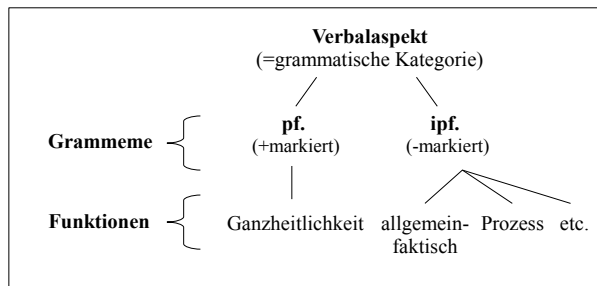 Verbalaspekt
(=grammatische Kategorie)
Grammeme
pf.
(+markiert)
ipf.
(-markiert)
Funktionen
Ganzheitlichkeit
allgemein-
faktisch
Prozess
etc.